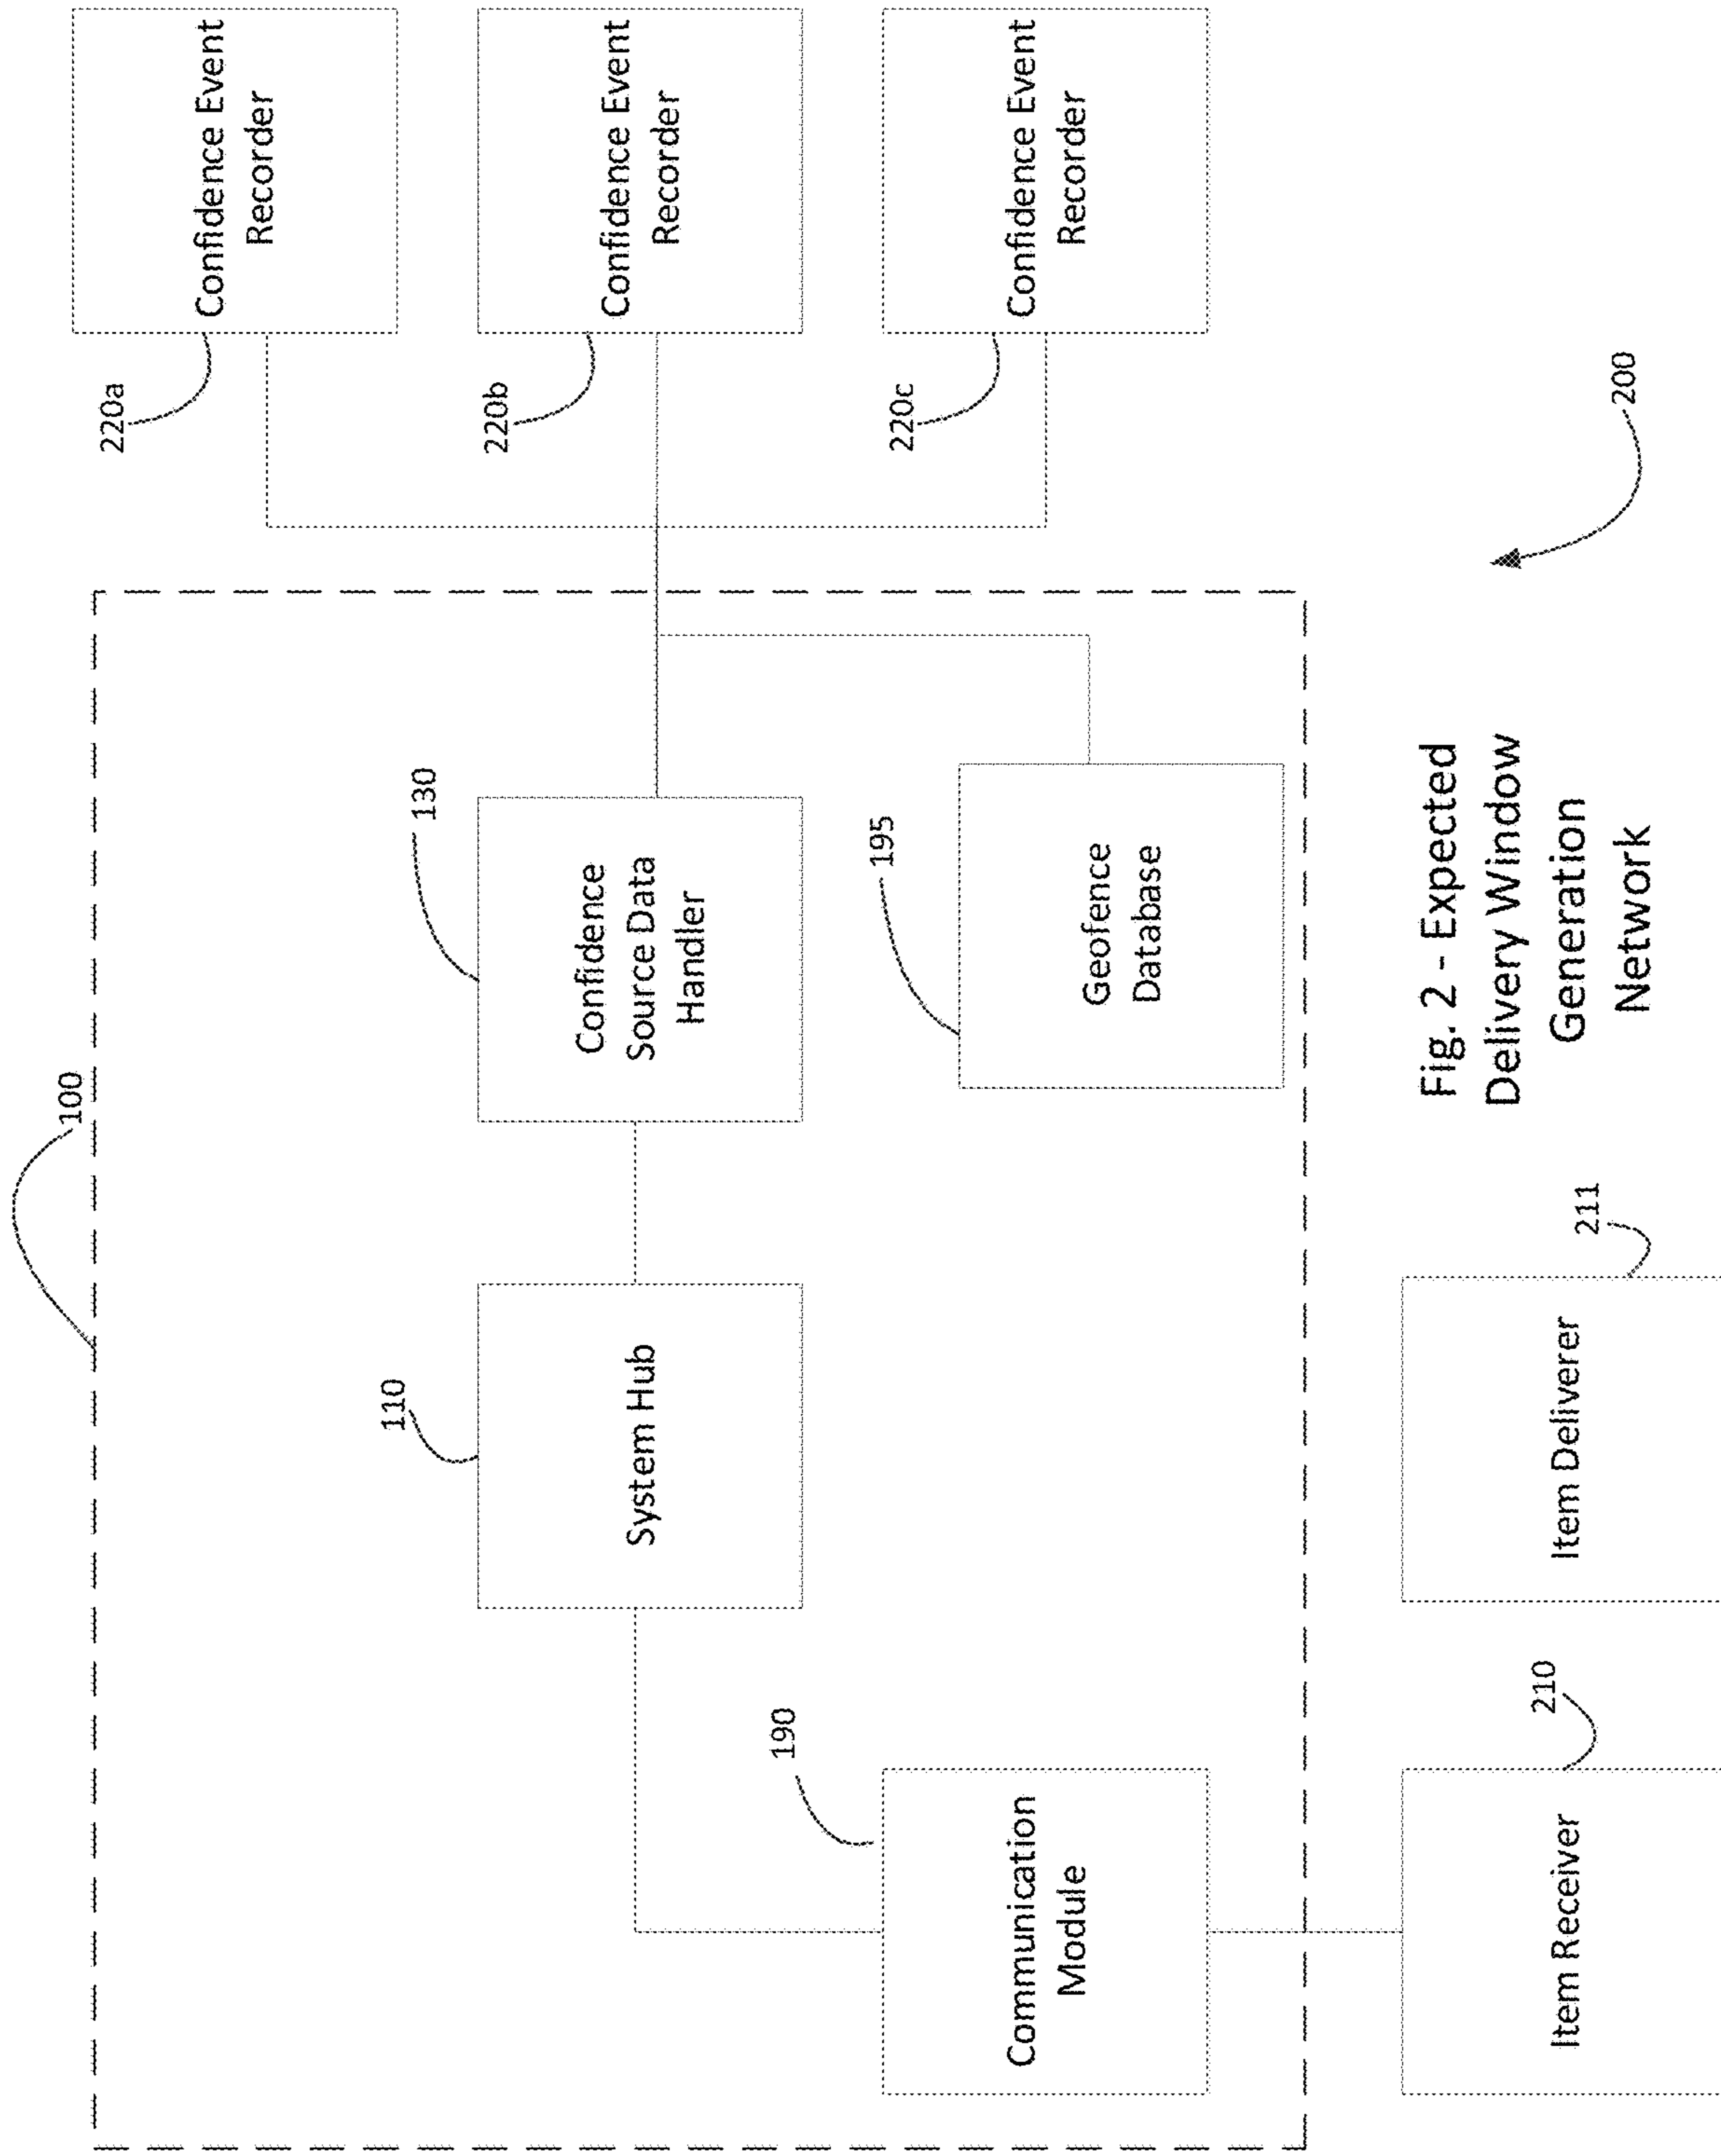 100
110
System Hub
130
Confidence
Source Data
Handler
190
Communication
Module
195
Geofence
Database
220a
Confidence Event
Recorder
220b
Confidence Event
Recorder
220c
Confidence Event
Recorder
210
Item Receiver
211
Item Deliverer
200
Fig. 2 - Expected
Delivery Window
Generation
Network